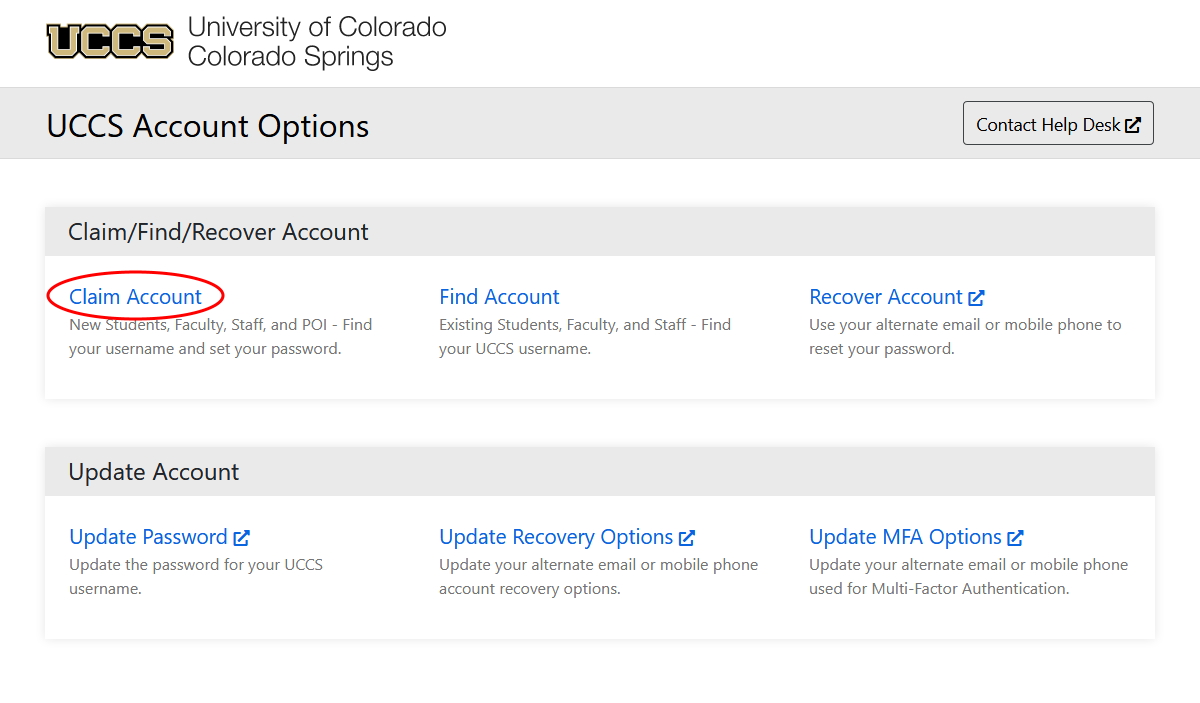 UCCS
University of Colorado
Colorado Springs
UCCS Account Options
Contact Help Desk
Claim/Find/Recover Account
Claim Account
New Students, Faculty, Staff, and POI - Find
your username and set your password.
Find Account
Existing Students, Faculty, and Staff - Find
your UCCS username.
Recover Account
Use your alternate email or mobile phone to
reset your password.
Update Account
Update Password
Update the password for your UCCS
username.
Update Recovery Options
Update your alternate email or mobile phone
account recovery options.
Update MFA Options
Update your alternate email or mobile phone
used for Multi-Factor Authentication.